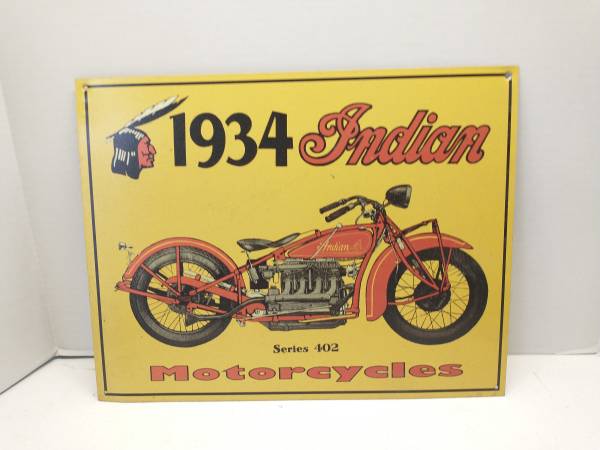 1934 Indian
Indian
Series 402
Motorcycles